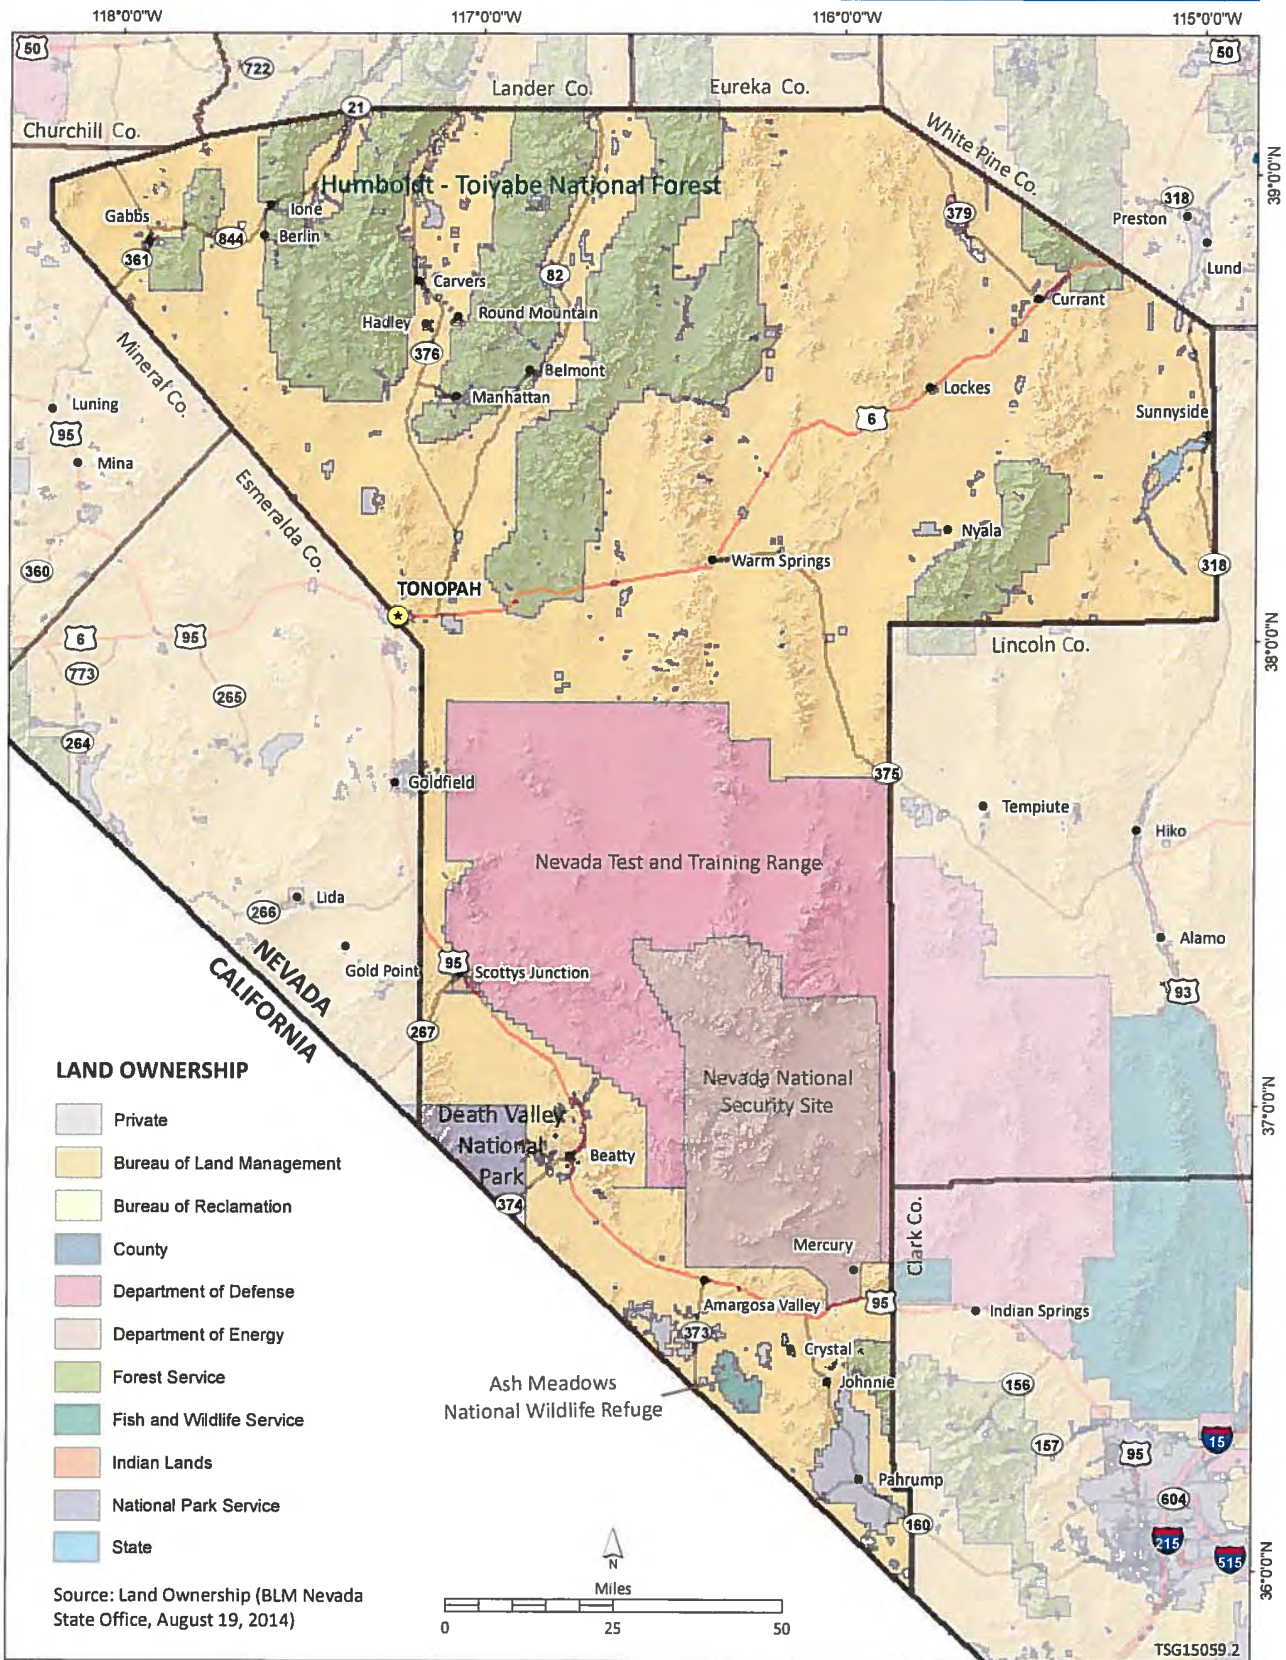 118°0'0"W
117°0'0"W
116°0'0"W
115°0'0"W
50
722
Lander Co.
Eureka Co.
50
21
Churchill Co.
White Pine Co.
39°0'0"N
Humboldt - Toiyabe National Forest
318
Gabbs
Ione
379
Preston
844
Berlin
361
82
Lund
Carvers
Currant
Round Mountain
Hadley
376
Mineral Co.
Belmont
Lockes
Manhattan
Luning
6
Sunnyside
95
Mina
Esmeralda Co.
Nyala
Warm Springs
360
318
TONOPAH
6
95
Lincoln Co.
38°0'0"N
773
265
264
375
Goldfield
Tempiute
Hiko
Nevada Test and Training Range
Lida
266
Alamo
NEVADA
CALIFORNIA
Gold Point
95
Scottys Junction
93
267
LAND OWNERSHIP
Nevada National
Security Site
37°0'0"N
Private
Death Valley
National
Park
Bureau of Land Management
Beatty
Bureau of Reclamation
374
Clark Co.
County
Mercury
Department of Defense
Amargosa Valley
95
Indian Springs
Department of Energy
373
Crystal
Forest Service
Johnnie
156
Ash Meadows
National Wildlife Refuge
Fish and Wildlife Service
157
95
15
Indian Lands
Pahrump
National Park Service
604
160
State
215
515
36°0'0"N
N
Source: Land Ownership (BLM Nevada
State Office, August 19, 2014)
Miles
0
25
50
TSG15059.2